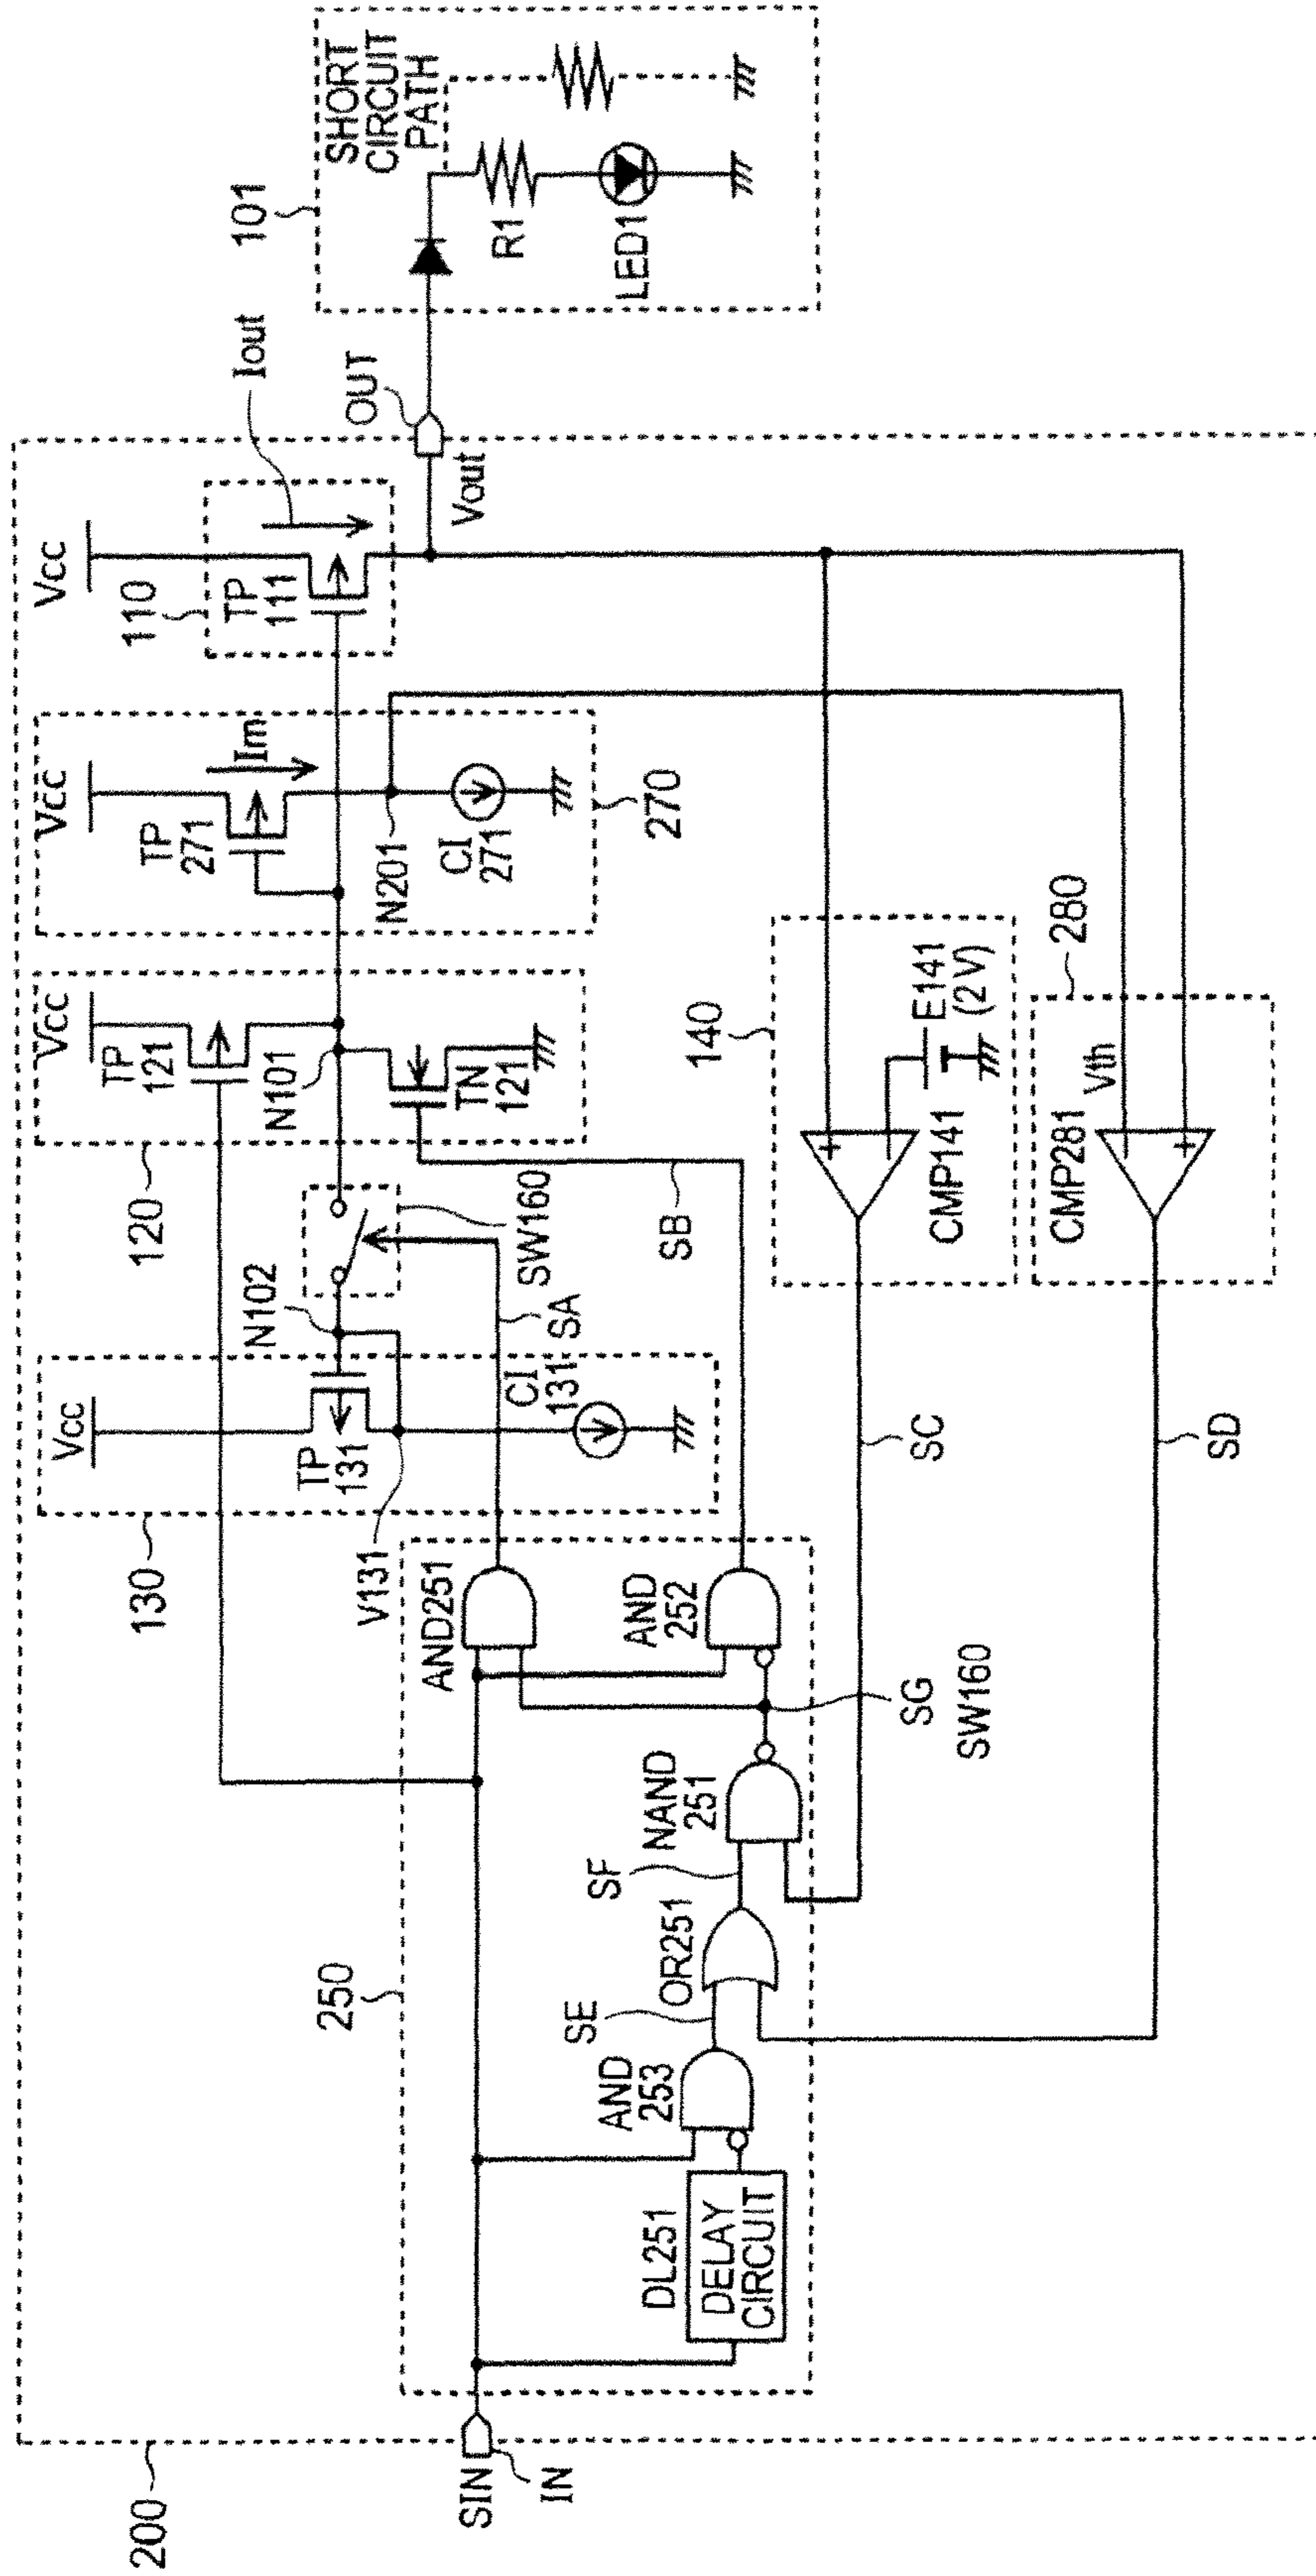 200
SIN
IN
250
DL251
DELAY
CIRCUIT
AND
253
SE
OR251
SF
NAND
251
SG
SW160
AND251
AND
252
130
Vcc
TP
131
V131
CI
131
N102
SA
SW160
SB
SC
SD
120
Vcc
TP
121
N101
TN
121
Vcc
TP
271
Im
N201
CI
271
270
140
CMP141
E141
(2 V)
280
CMP281
Vth
+
+
Vcc
110
TP
111
Iout
Vout
OUT
101
SHORT
CIRCUIT
PATH
R1
LED1